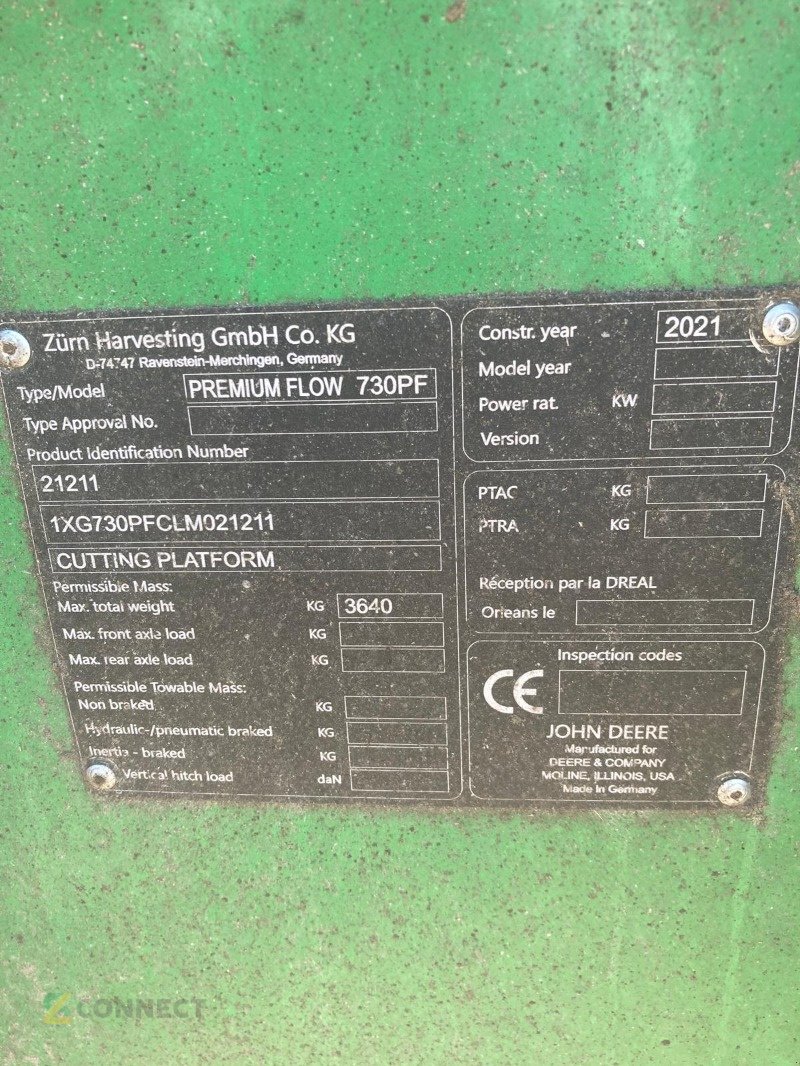 Zürn Harvesting GmbH Co. KG
D-74747 Ravenstein-Merchingen, Germany
Type/Model PREMIUM FLOW 730PF
Type Approval No.
Product Identification Number
21211
1XG730PFCLM021211
CUTTING PLATFORM
Permissible Mass:
Max. total weight KG 3640
Max. front axle load KG
Max. rear axle load KG
Permissible Towable Mass:
Non braked KG
Hydraulic-/pneumatic braked KG
Inertia - braked KG
Vertical hitch load daN
Constr. year 2021
Model year
Power rat. KW
Version
PTAC KG
PTRA KG
Réception par la DREAL
Orleans le
Inspection codes
CE
JOHN DEERE
Manufactured for
DEERE & COMPANY
MOLINE, ILLINOIS, USA
Made In Germany
CONNECT